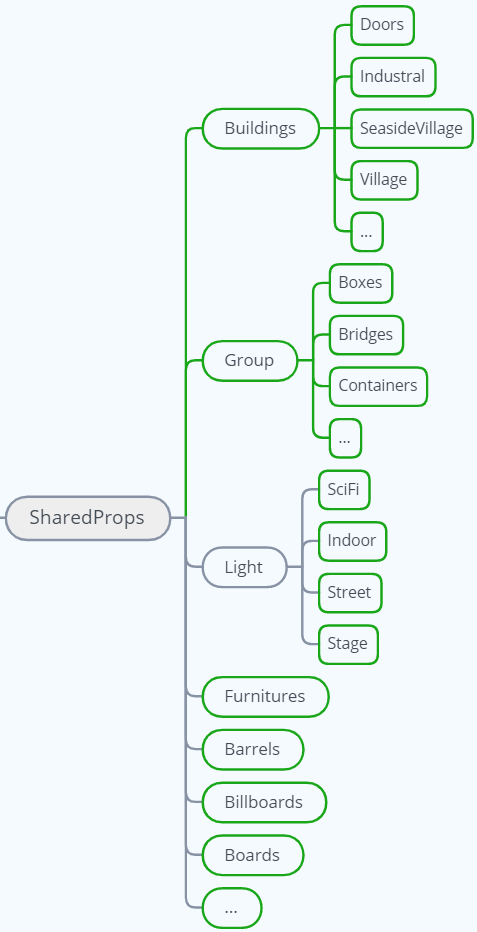 SharedProps
Buildings
Doors
Industral
SeasideVillage
Village
...
Group
Boxes
Bridges
Containers
...
Light
SciFi
Indoor
Street
Stage
Furnitures
Barrels
Billboards
Boards
...